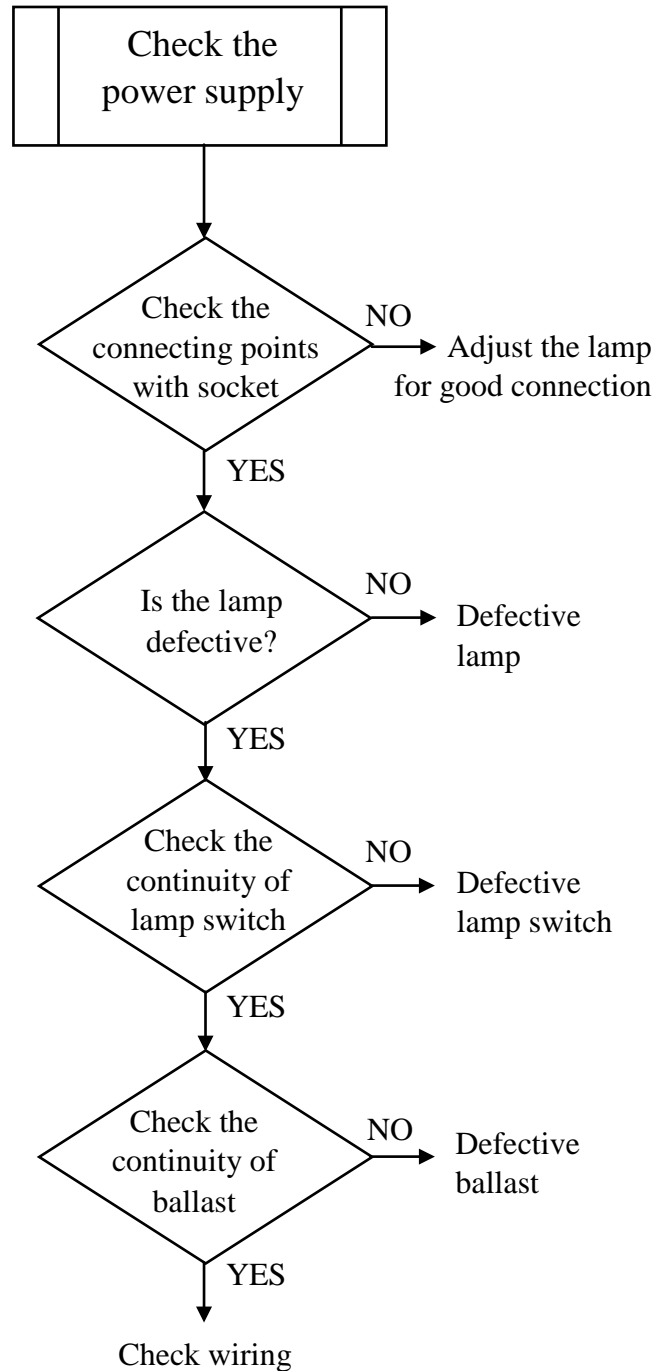 Check the
power supply
Check the
connecting points
with socket
NO
Adjust the lamp
for good connection
YES
Is the lamp
defective?
NO
Defective
lamp
YES
Check the
continuity of
lamp switch
NO
Defective
lamp switch
YES
Check the
continuity of
ballast
NO
Defective
ballast
YES
Check wiring